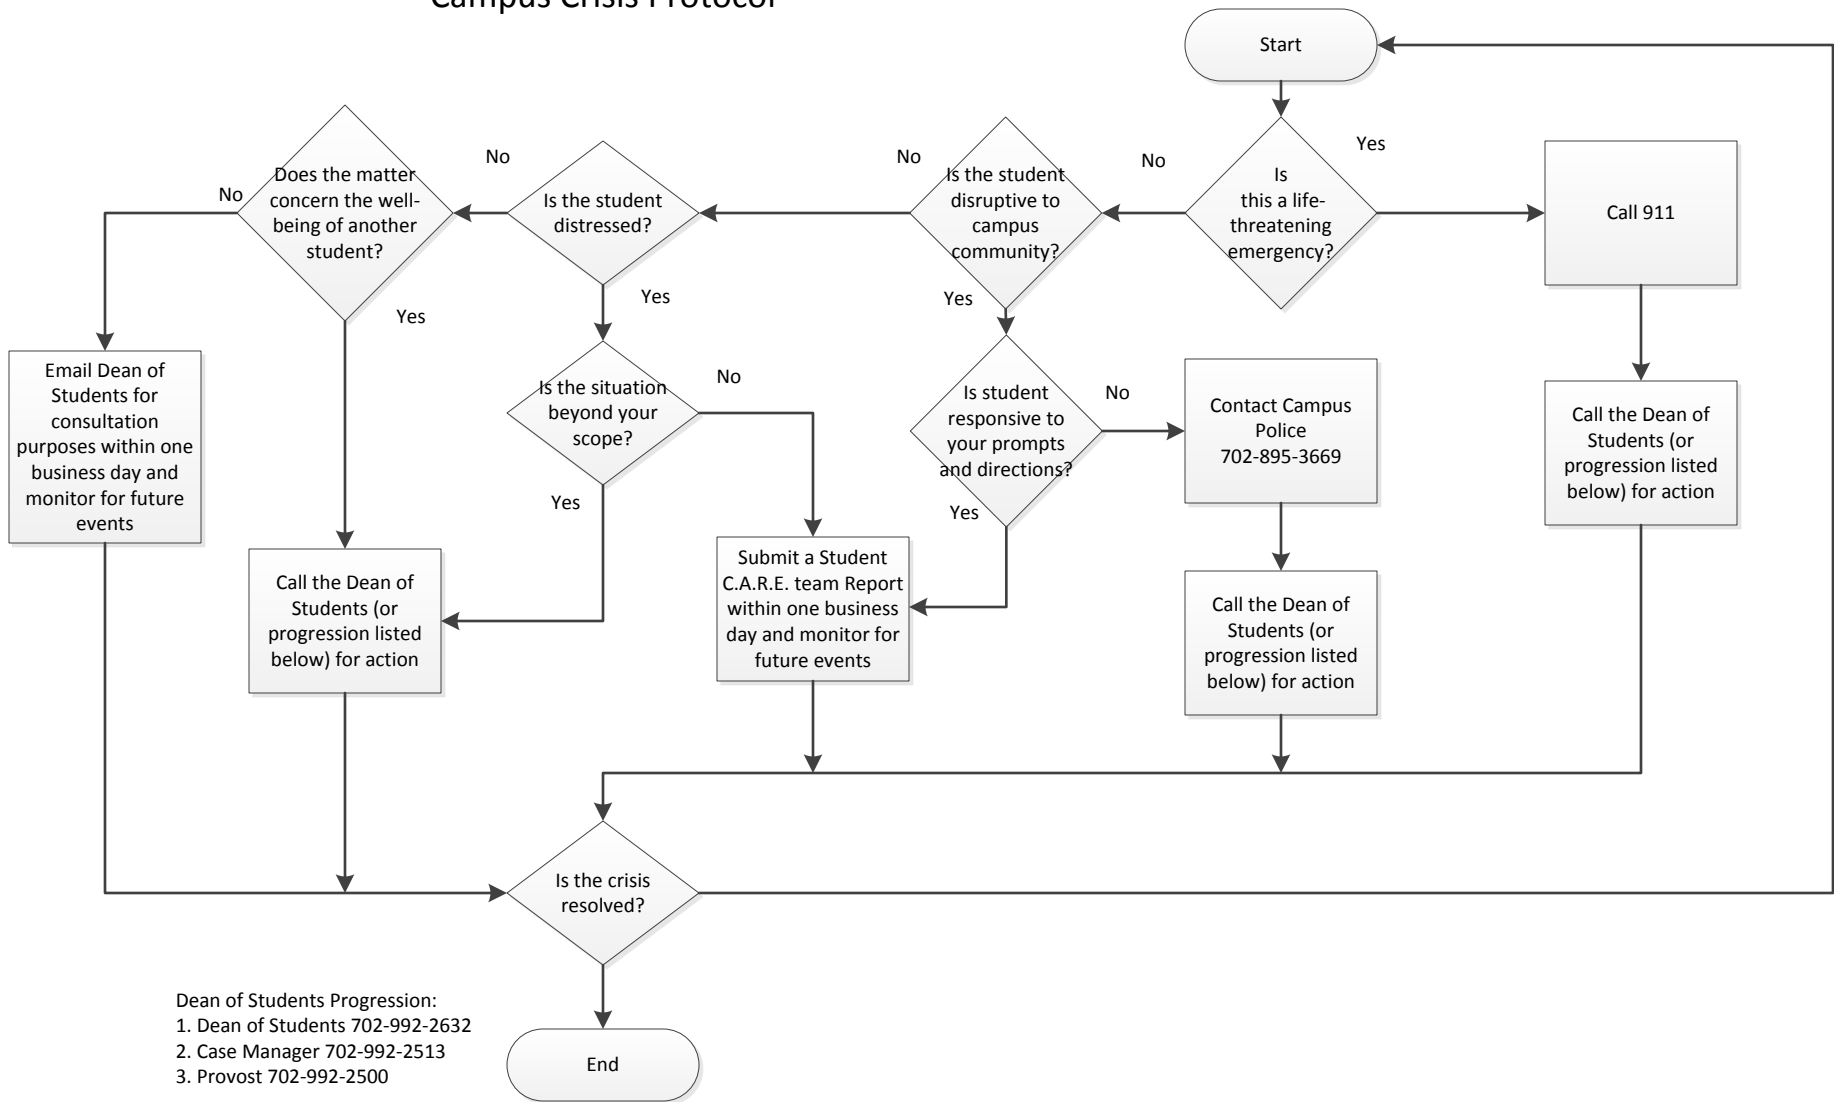 Campus Crisis Protocol
Start
Does the matter
concern the well-
being of another
student?
No
No
Is the student
distressed?
No
Is the student
disruptive to
campus
community?
No
Is
this a life-
threatening
emergency?
Yes
Call 911
Yes
Yes
Yes
Email Dean of
Students for
consultation
purposes within one
business day and
monitor for future
events
Is the situation
beyond your
scope?
No
Yes
Is student
responsive to
your prompts
and directions?
No
Yes
Contact Campus
Police
702-895-3669
Call the Dean of
Students (or
progression listed
below) for action
Call the Dean of
Students (or
progression listed
below) for action
Submit a Student
C.A.R.E. team Report
within one business
day and monitor for
future events
Call the Dean of
Students (or
progression listed
below) for action
Is the crisis
resolved?
Dean of Students Progression:
1. Dean of Students 702-992-2632
2. Case Manager 702-992-2513
3. Provost 702-992-2500
End